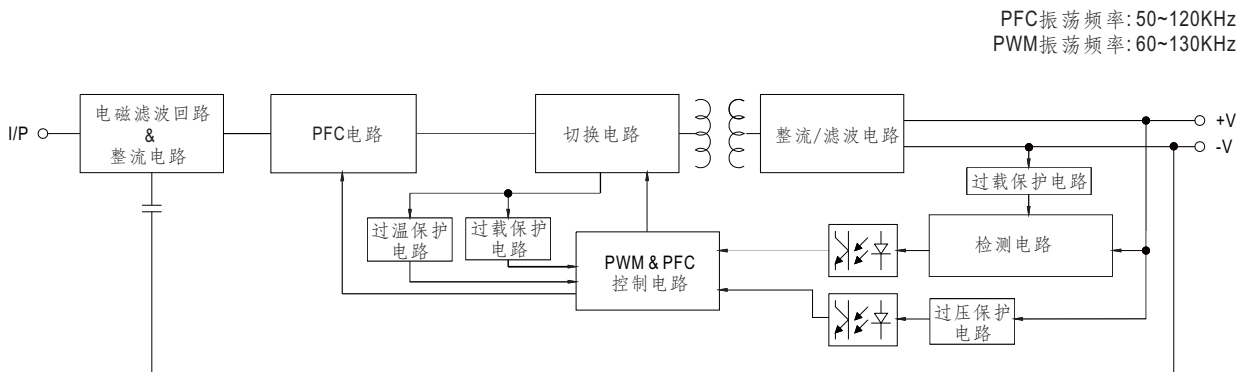 PFC振荡频率: 50~120KHz
PWM振荡频率: 60~130KHz
I/P
电磁滤波回路
&
整流电路
PFC电路
切换电路
整流/滤波电路
+V
-V
过载保护电路
过温保护
电路
过载保护
电路
PWM & PFC
控制电路
检测电路
过压保护
电路